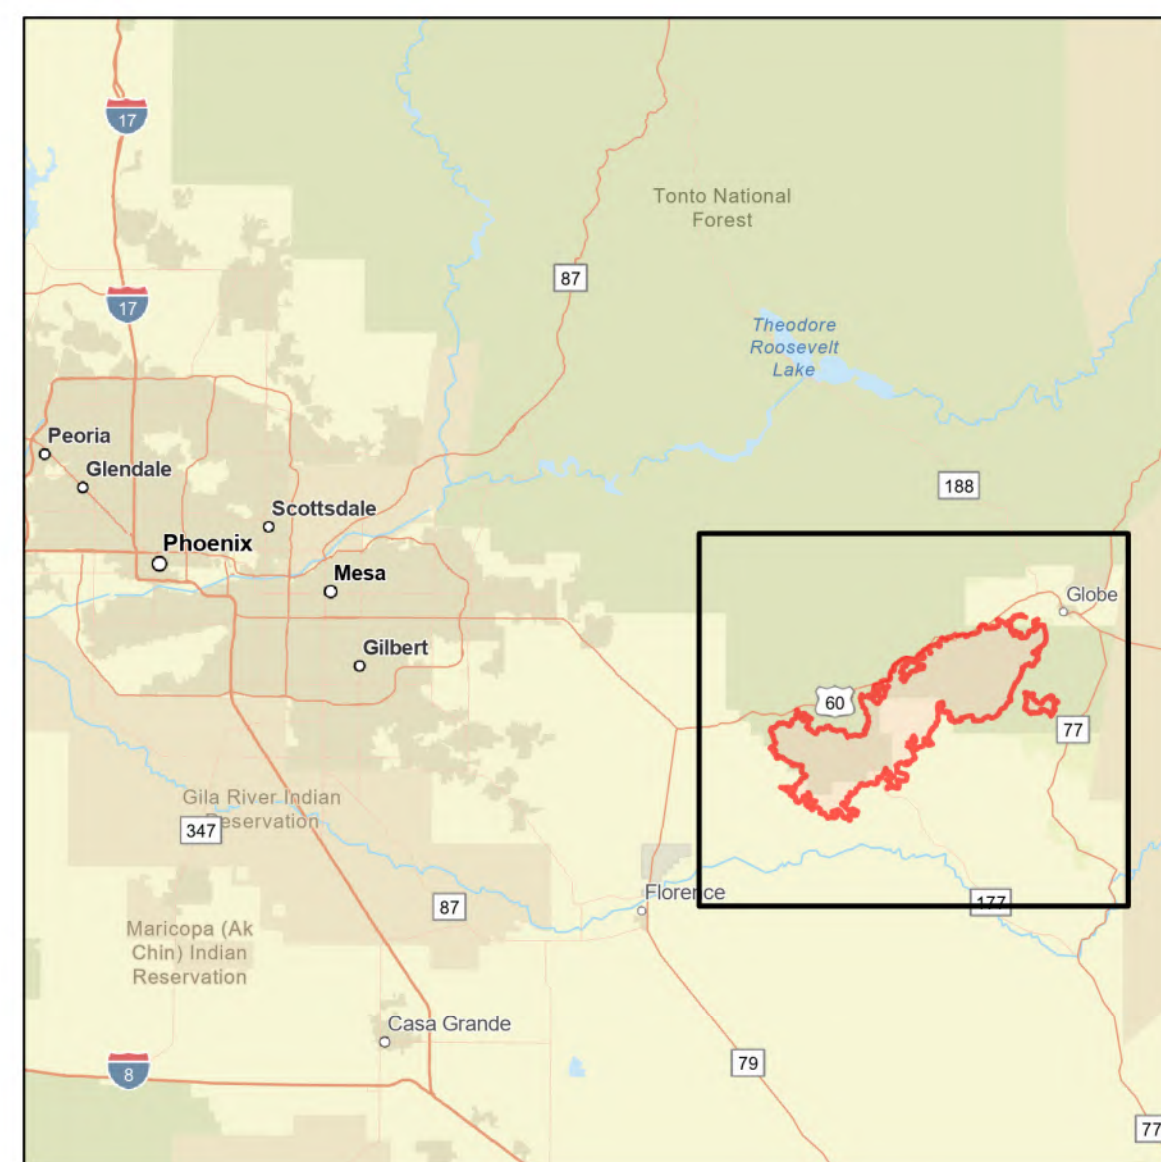 17
Tonto National
Forest
87
17
Theodore
Roosevelt
Lake
Peoria
Glendale
188
Scottsdale
Phoenix
Mesa
Globe
Gilbert
60
77
Gila River Indian
Reservation
347
Florence
87
177
Maricopa (Ak
Chin) Indian
Reservation
Casa Grande
79
8
77